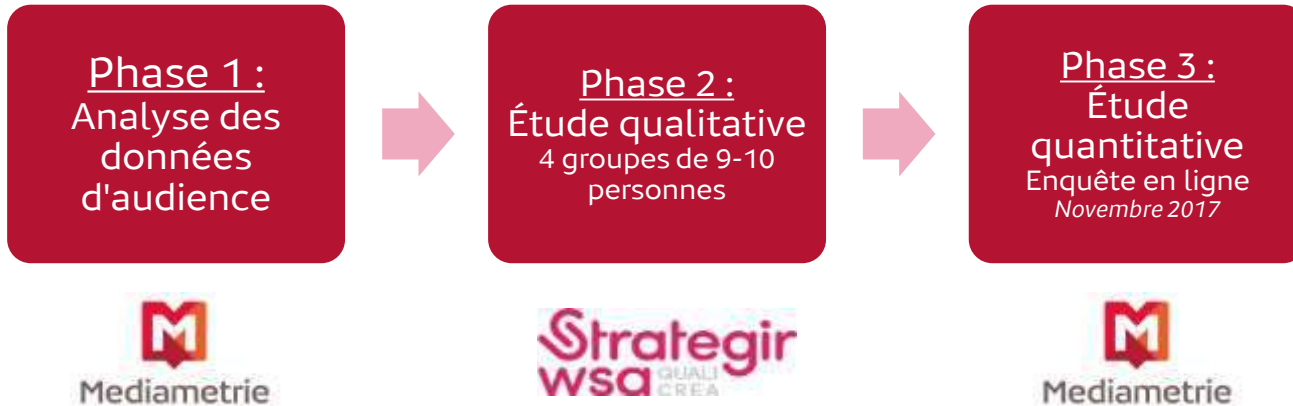 Phase 1 :
Analyse des
données
d'audience
Phase 2 :
Étude qualitative
4 groupes de 9-10
personnes
Phase 3 :
Étude
quantitative
Enquête en ligne
Novembre 2017
Mediametrie
Strategir
wsa QUALI
CREA
Mediametrie